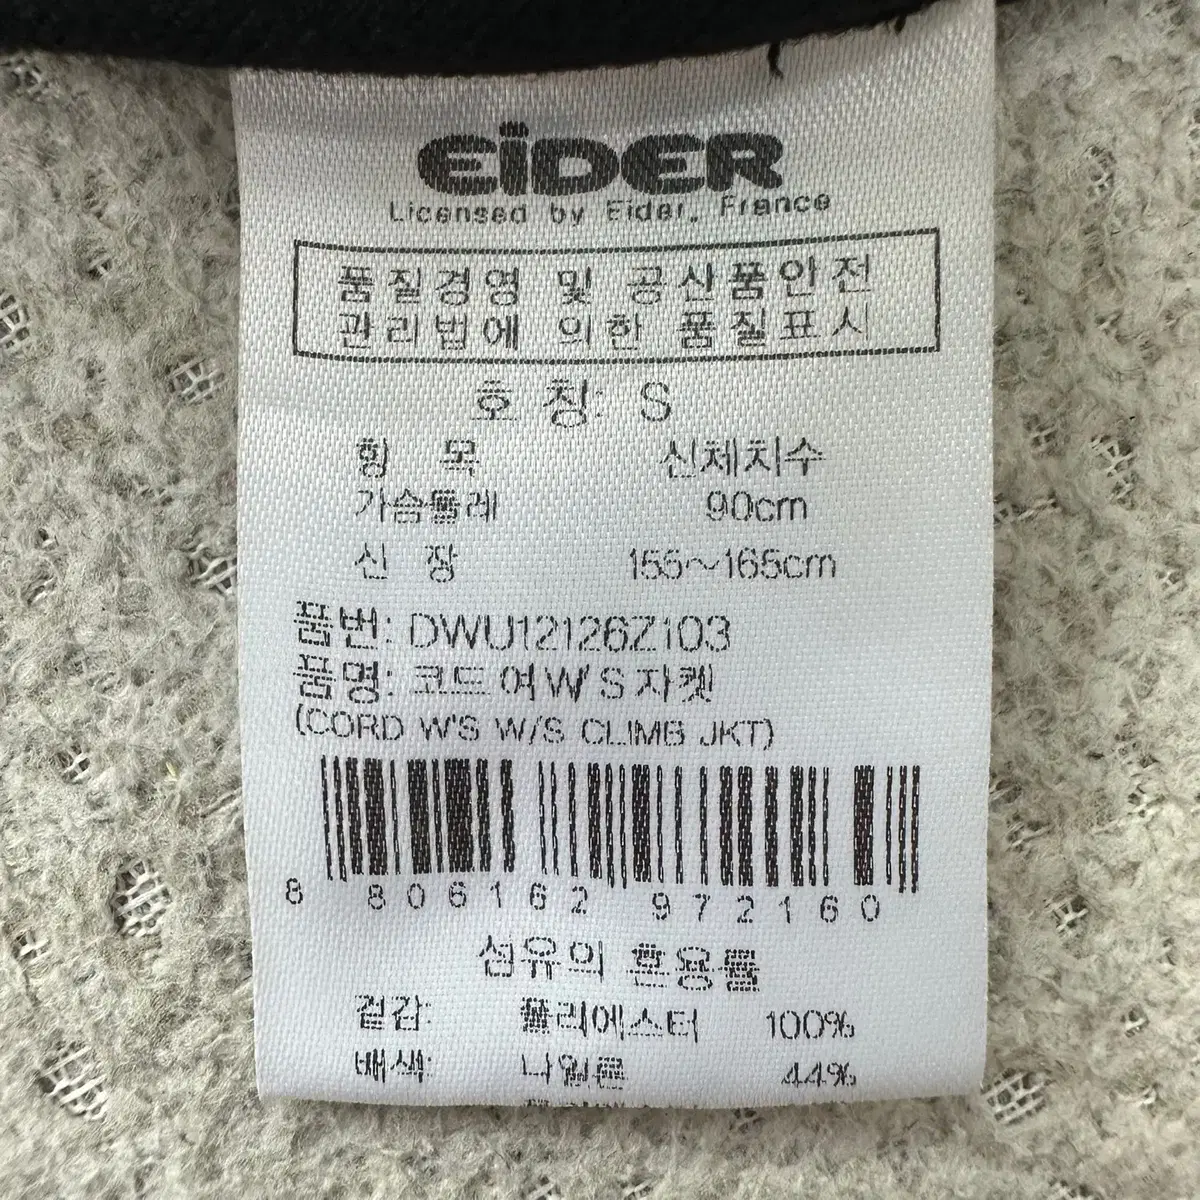 EiDER
Licensed by Eider, France
품질경영 및 공산품안전
관리법에 의한 품질표시
호 칭: S
항 목 신체치수
가슴둘레 90cm
신 장 155~165cm
품번: DWU12126Z103
품명: 코드여W/S자켓
(CORD W'S W/S CLIMB JKT)
8 806162 972160
섬유의 혼용률
겉감: 폴리에스터 100%
배색: 나일론 44%